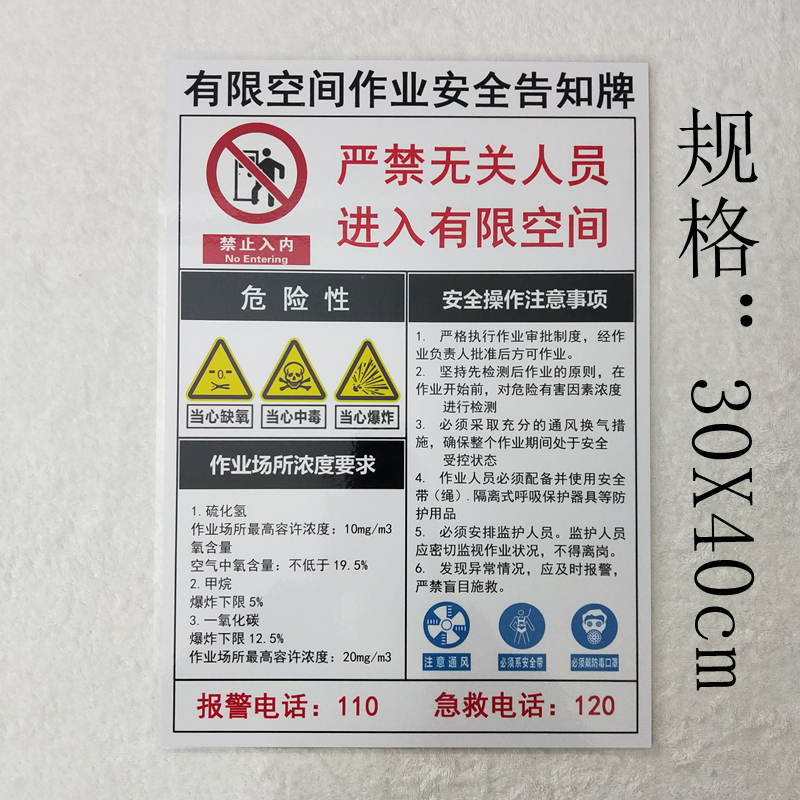 有限空间作业安全告知牌
严禁无关人员
进入有限空间
禁止入内
No Entering
危险性
当心缺氧
当心中毒
当心爆炸
作业场所浓度要求
1.硫化氢
作业场所最高容许浓度：10mg/m3
氧含量
空气中氧含量：不低于19.5%
2.甲烷
爆炸下限5%
3.一氧化碳
爆炸下限12.5%
作业场所最高容许浓度：20mg/m3
安全操作注意事项
1. 严格执行作业审批制度，经作
业负责人批准后方可作业。
2. 坚持先检测后作业的原则，在
作业开始前，对危险有害因素浓度
进行检测
3. 必须采取充分的通风换气措
施，确保整个作业期间处于安全
受控状态
4. 作业人员必须配备并使用安全
带（绳）.隔离式呼吸保护器具等防
护用品
5. 必须安排监护人员。监护人员
应密切监视作业状况，不得离岗。
6. 发现异常情况，应及时报警，
严禁盲目施救。
注意通风
必须系安全带
必须戴防毒口罩
报警电话：110
急救电话：120
规格：30X40cm